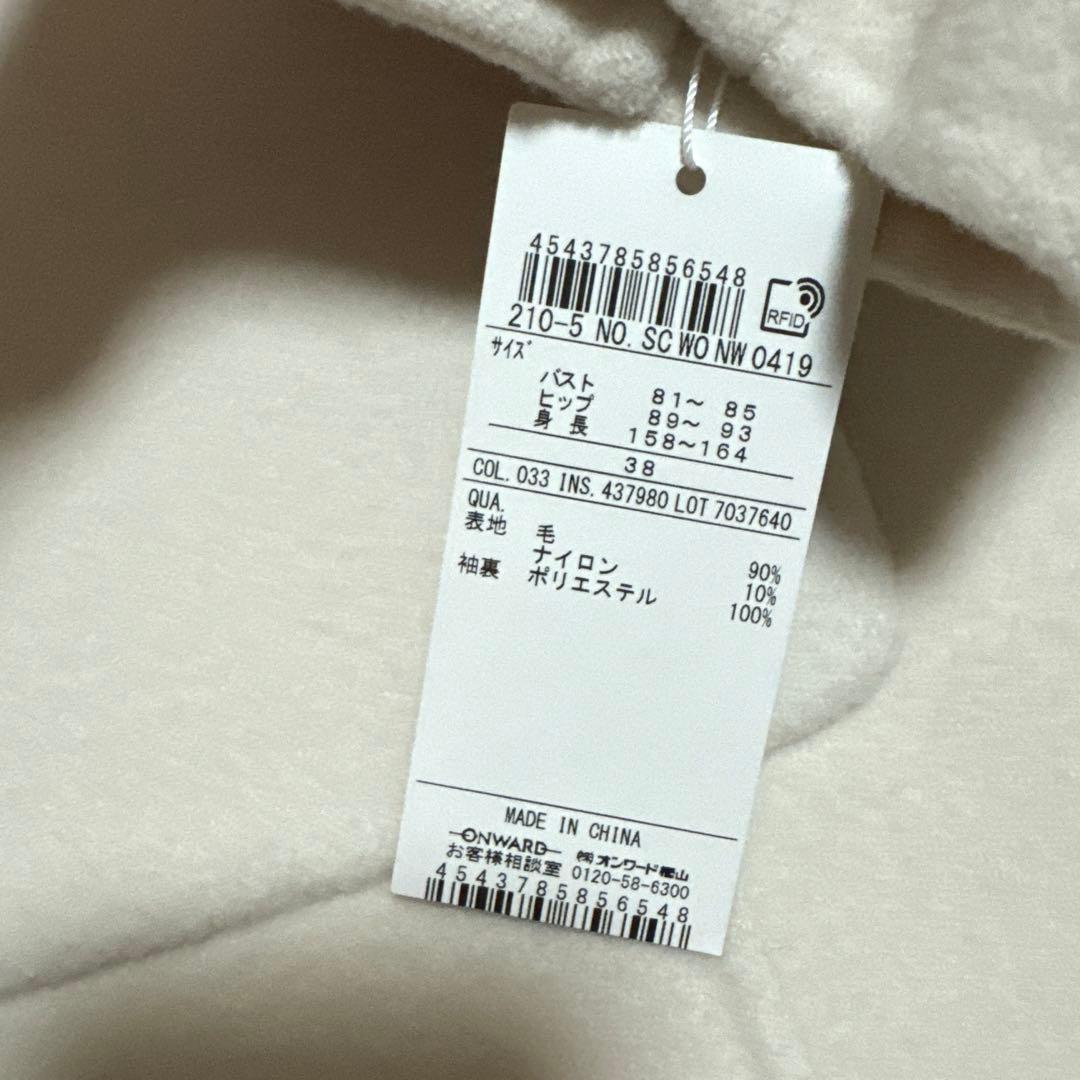 4543785856548
RFID
210-5 NO. SC WO NW 0419
サイズ
バスト 81〜 85
ヒップ 89〜 93
身長 158〜164
38
COL. 033 INS. 437980 LOT 7037640
QUA.
表地 毛 90%
ナイロン 10%
袖裏 ポリエステル 100%
MADE IN CHINA
ONWARD ㈱オンワード樫山
お客様相談室 0120-58-6300
4543785856548